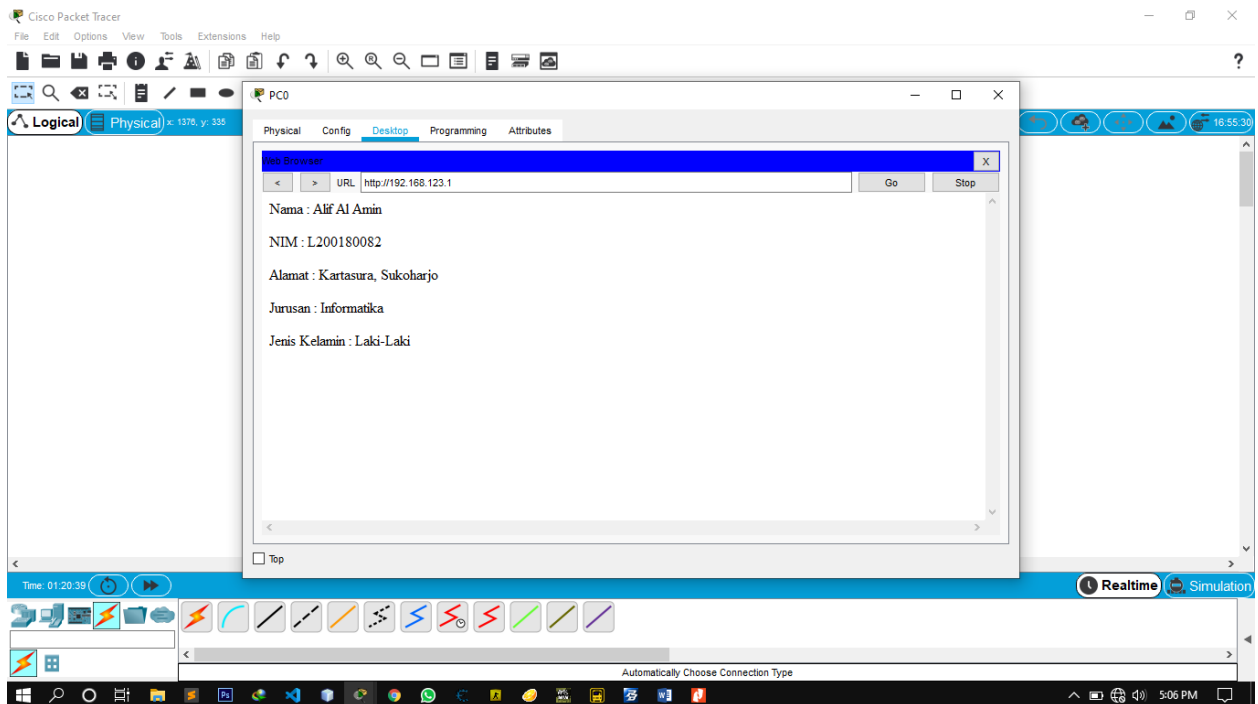 Cisco Packet Tracer
File Edit Options View Tools Extensions Help
?
PC0
Logical Physical x: 1378, y: 335
16:55:30
Physical Config Desktop Programming Attributes
Web Browser X
< > URL http://192.168.123.1 Go Stop
Nama : Alif Al Amin
NIM : L200180082
Alamat : Kartasura, Sukoharjo
Jurusan : Informatika
Jenis Kelamin : Laki-Laki
Top
Time: 01:20:39
Realtime Simulation
Automatically Choose Connection Type
5:06 PM